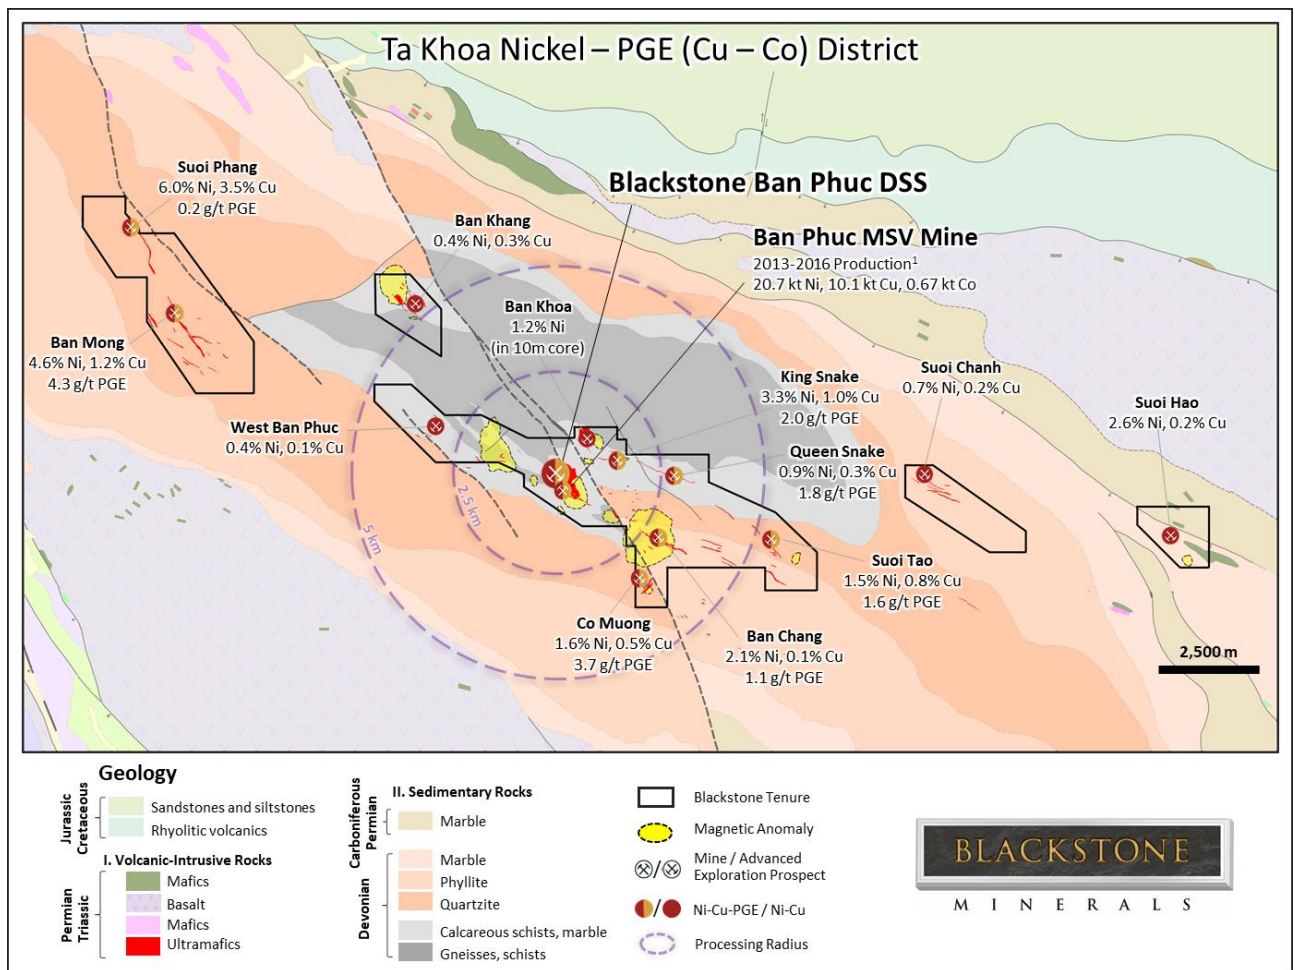 Ta Khoa Nickel – PGE (Cu – Co) District
Suoi Phang
6.0% Ni, 3.5% Cu
0.2 g/t PGE
Blackstone Ban Phuc DSS
Ban Khang
0.4% Ni, 0.3% Cu
Ban Phuc MSV Mine
2013-2016 Production¹
20.7 kt Ni, 10.1 kt Cu, 0.67 kt Co
Ban Khoa
1.2% Ni
(in 10m core)
Ban Mong
4.6% Ni, 1.2% Cu
4.3 g/t PGE
King Snake
3.3% Ni, 1.0% Cu
2.0 g/t PGE
Suoi Chanh
0.7% Ni, 0.2% Cu
Suoi Hao
2.6% Ni, 0.2% Cu
West Ban Phuc
0.4% Ni, 0.1% Cu
Queen Snake
0.9% Ni, 0.3% Cu
1.8 g/t PGE
2.5 km
5 km
Suoi Tao
1.5% Ni, 0.8% Cu
1.6 g/t PGE
Co Muong
1.6% Ni, 0.5% Cu
3.7 g/t PGE
Ban Chang
2.1% Ni, 0.1% Cu
1.1 g/t PGE
2,500 m
Geology
Jurassic
Cretaceous
Sandstones and siltstones
Rhyolitic volcanics
I. Volcanic-Intrusive Rocks
Permian
Triassic
Mafics
Basalt
Mafics
Ultramafics
II. Sedimentary Rocks
Carboniferous
Permian
Marble
Devonian
Marble
Phyllite
Quartzite
Calcareous schists, marble
Gneisses, schists
Blackstone Tenure
Magnetic Anomaly
Mine / Advanced
Exploration Prospect
Ni-Cu-PGE / Ni-Cu
Processing Radius
BLACKSTONE
MINERALS